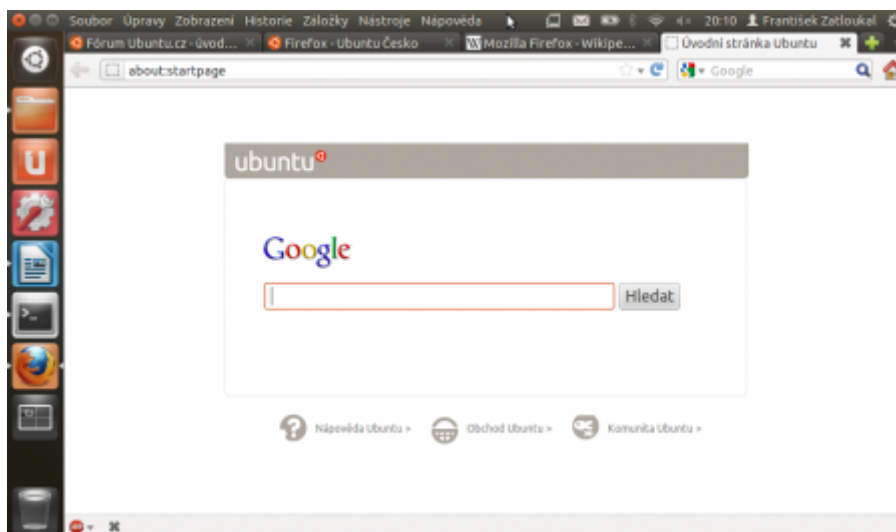 Soubor Úpravy Zobrazení Historie Záložky Nástroje Nápověda 20:10 František Zatloukal
Fórum Ubuntu.cz - úvod... Firefox - Ubuntu Česko Mozilla Firefox - Wikipe... Úvodní stránka Ubuntu
about:startpage Google
ubuntu
Google
Hledat
Nápověda Ubuntu > Obchod Ubuntu > Komunita Ubuntu >